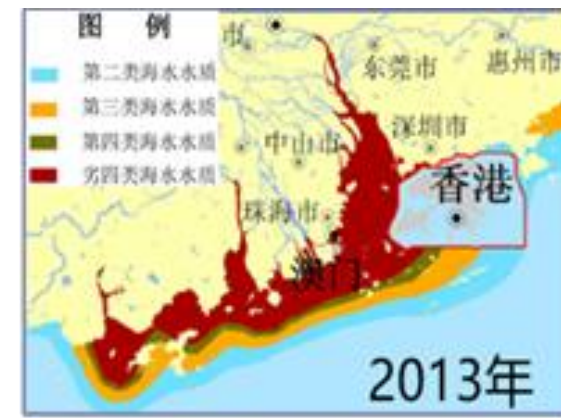 图 例
第二类海水水质
第三类海水水质
第四类海水水质
劣四类海水水质
市
东莞市
惠州市
中山市
深圳市
香港
珠海市
澳门
2013年